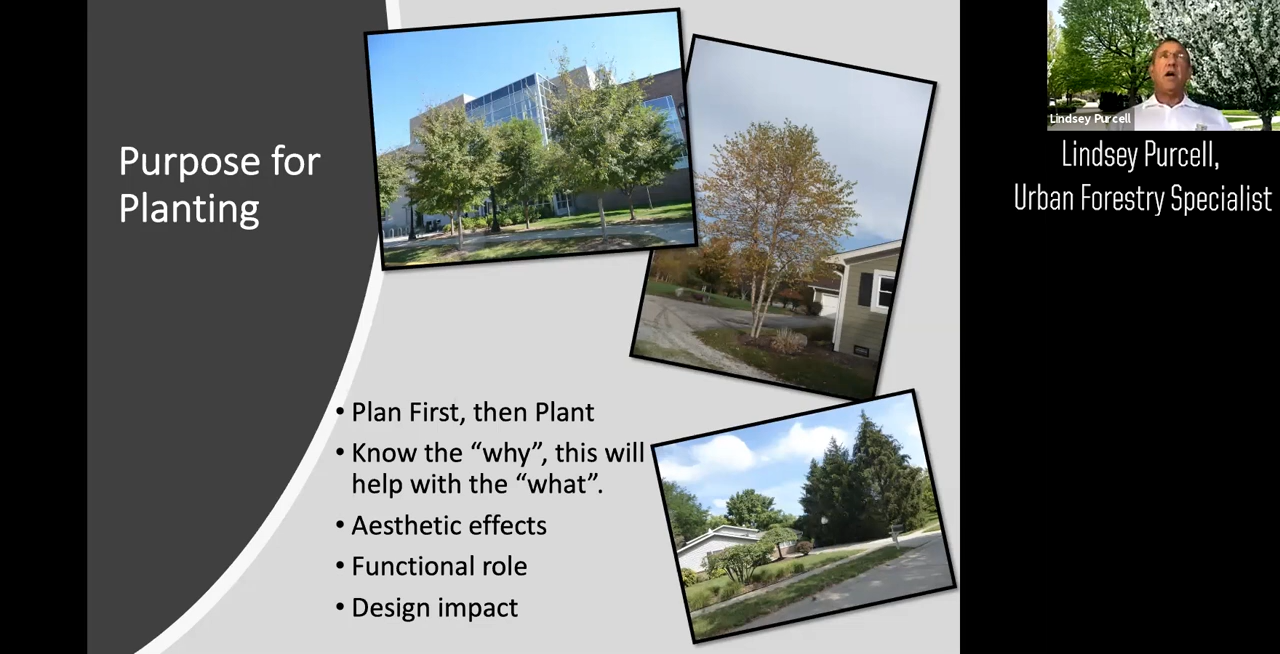 Purpose for
Planting
• Plan First, then Plant
• Know the “why”, this will
help with the “what”.
• Aesthetic effects
• Functional role
• Design impact
Lindsey Purcell
Lindsey Purcell,
Urban Forestry Specialist